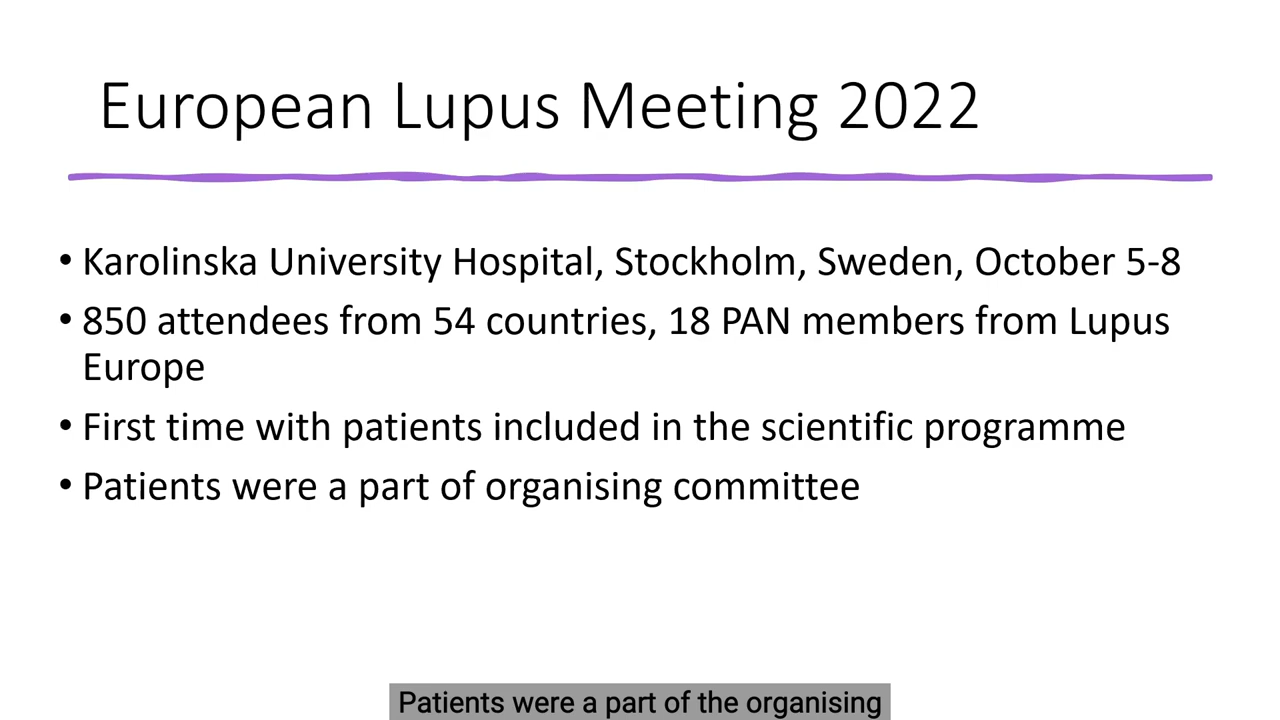 European Lupus Meeting 2022
• Karolinska University Hospital, Stockholm, Sweden, October 5-8
• 850 attendees from 54 countries, 18 PAN members from Lupus
Europe
• First time with patients included in the scientific programme
• Patients were a part of organising committee
Patients were a part of the organising